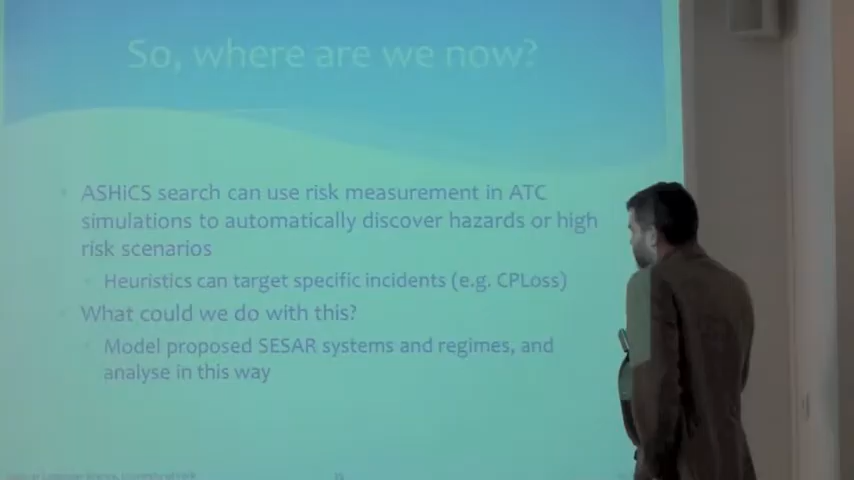 So, where are we now?
ASHiCS search can use risk measurement in ATC
simulations to automatically discover hazards or high
risk scenarios
Heuristics can target specific incidents (e.g. CPLoss)
What could we do with this?
Model proposed SESAR systems and regimes, and
analyse in this way